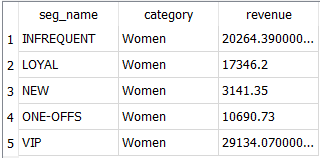 seg_name category revenue
1 INFREQUENT Women 20264.390000...
2 LOYAL Women 17346.2
3 NEW Women 3141.35
4 ONE-OFFS Women 10690.73
5 VIP Women 29134.070000...